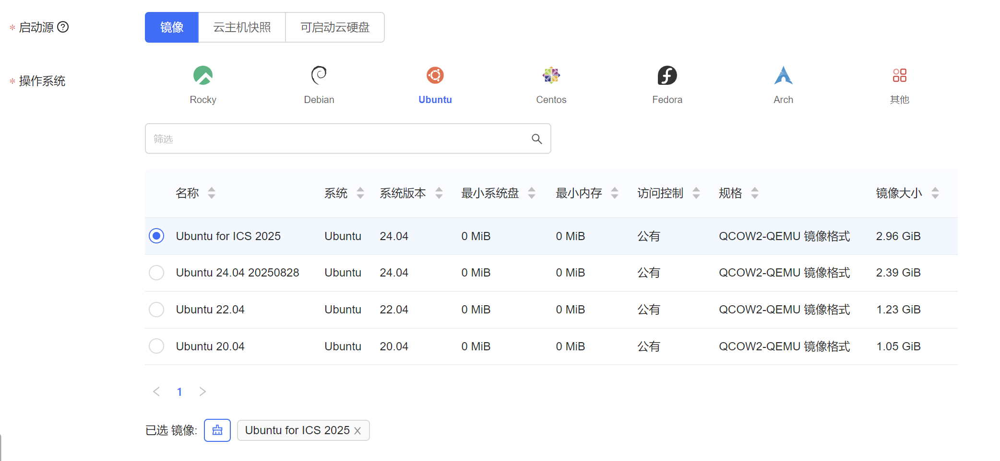 * 启动源 ?
镜像 云主机快照 可启动云硬盘
* 操作系统
Rocky Debian Ubuntu Centos Fedora Arch 其他
筛选
名称 系统 系统版本 最小系统盘 最小内存 访问控制 规格 镜像大小
Ubuntu for ICS 2025 Ubuntu 24.04 0 MiB 0 MiB 公有 QCOW2-QEMU 镜像格式 2.96 GiB
Ubuntu 24.04 20250828 Ubuntu 24.04 0 MiB 0 MiB 公有 QCOW2-QEMU 镜像格式 2.39 GiB
Ubuntu 22.04 Ubuntu 22.04 0 MiB 0 MiB 公有 QCOW2-QEMU 镜像格式 1.23 GiB
Ubuntu 20.04 Ubuntu 20.04 0 MiB 0 MiB 公有 QCOW2-QEMU 镜像格式 1.05 GiB
1
已选 镜像: Ubuntu for ICS 2025